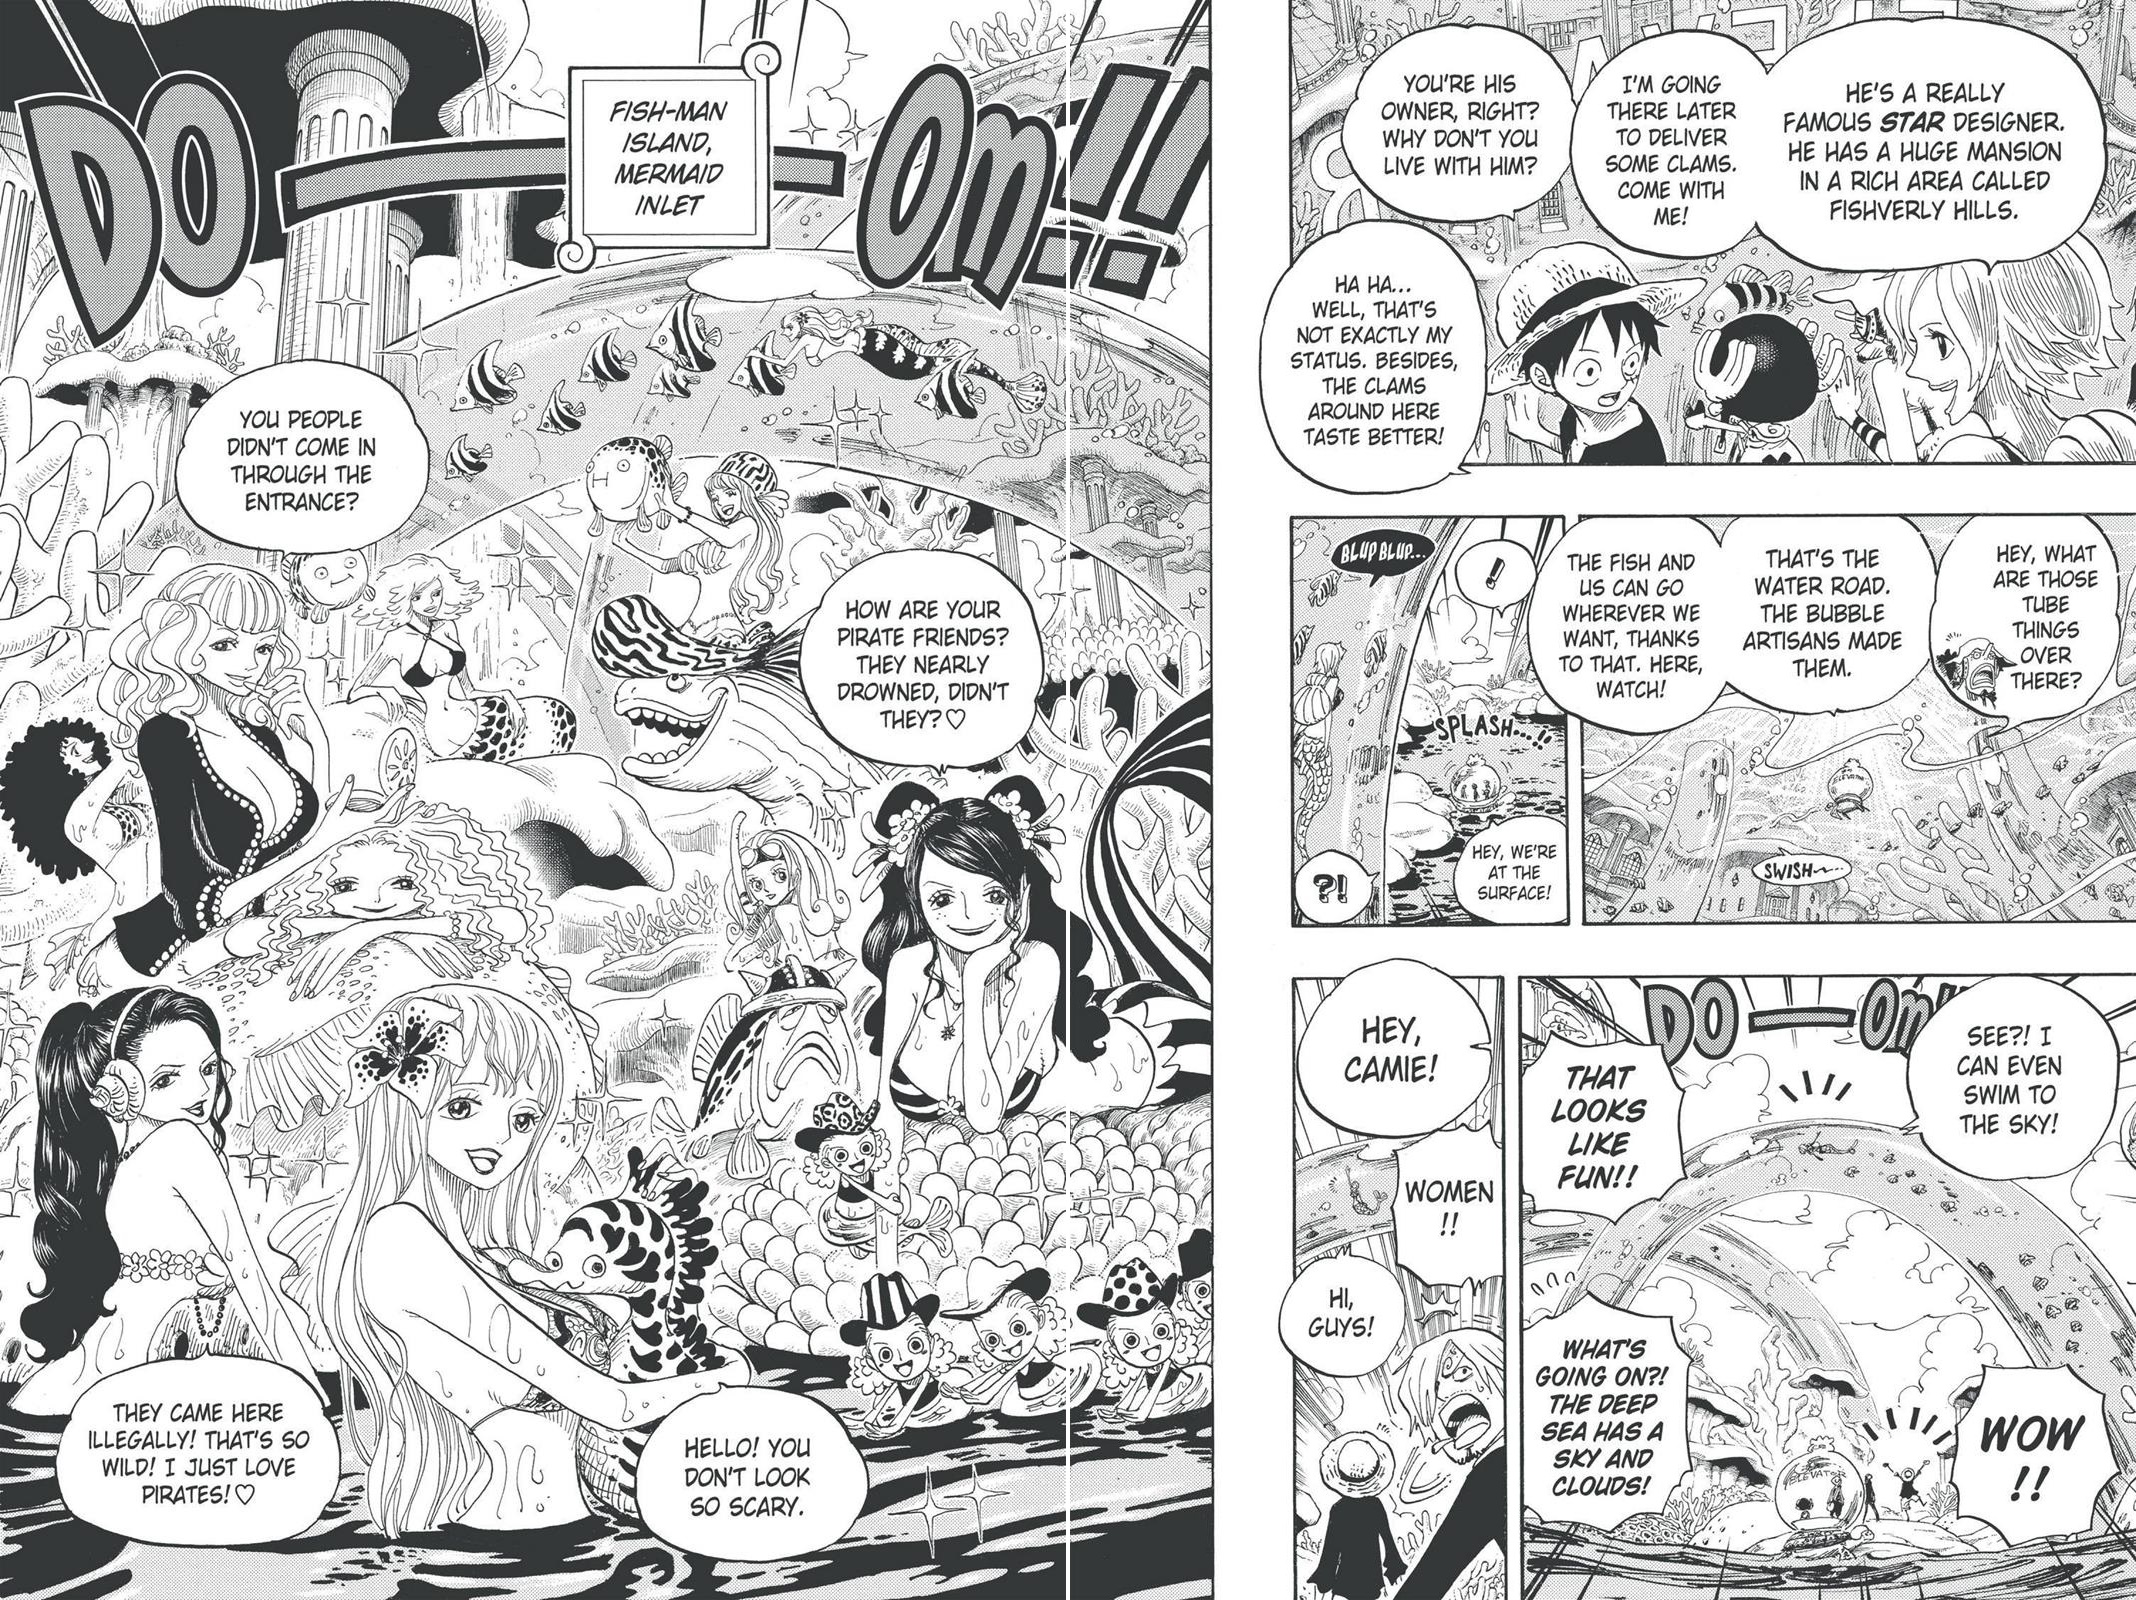 HE'S A REALLY
FAMOUS STAR DESIGNER.
HE HAS A HUGE MANSION
IN A RICH AREA CALLED
FISHVERLY HILLS.
I'M GOING
THERE LATER
TO DELIVER
SOME CLAMS.
COME WITH
ME!
YOU'RE HIS
OWNER, RIGHT?
WHY DON'T YOU
LIVE WITH HIM?
HA HA...
WELL, THAT'S
NOT EXACTLY MY
STATUS. BESIDES,
THE CLAMS
AROUND HERE
TASTE BETTER!
HEY, WHAT
ARE THOSE
TUBE
THINGS
OVER
THERE?
THAT'S THE
WATER ROAD.
THE BUBBLE
ARTISANS MADE
THEM.
THE FISH AND
US CAN GO
WHEREVER WE
WANT, THANKS
TO THAT. HERE,
WATCH!
SWISH~~...
!
BLUP BLUP...
SPLASH...!!
HEY, WE'RE
AT THE
SURFACE!
?!
SEE?! I
CAN EVEN
SWIM TO
THE SKY!
DO—OM!!
THAT
LOOKS
LIKE
FUN!!
WOW
!!
ELEVATOR
WHAT'S
GOING ON?!
THE DEEP
SEA HAS A
SKY AND
CLOUDS!
HEY,
CAMIE!
WOMEN
!!
HI,
GUYS!
DO—OM!!
FISH-MAN
ISLAND,
MERMAID
INLET
HOW ARE YOUR
PIRATE FRIENDS?
THEY NEARLY
DROWNED, DIDN'T
THEY?♡
YOU PEOPLE
DIDN'T COME IN
THROUGH THE
ENTRANCE?
HELLO! YOU
DON'T LOOK
SO SCARY.
THEY CAME HERE
ILLEGALLY! THAT'S SO
WILD! I JUST LOVE
PIRATES!♡